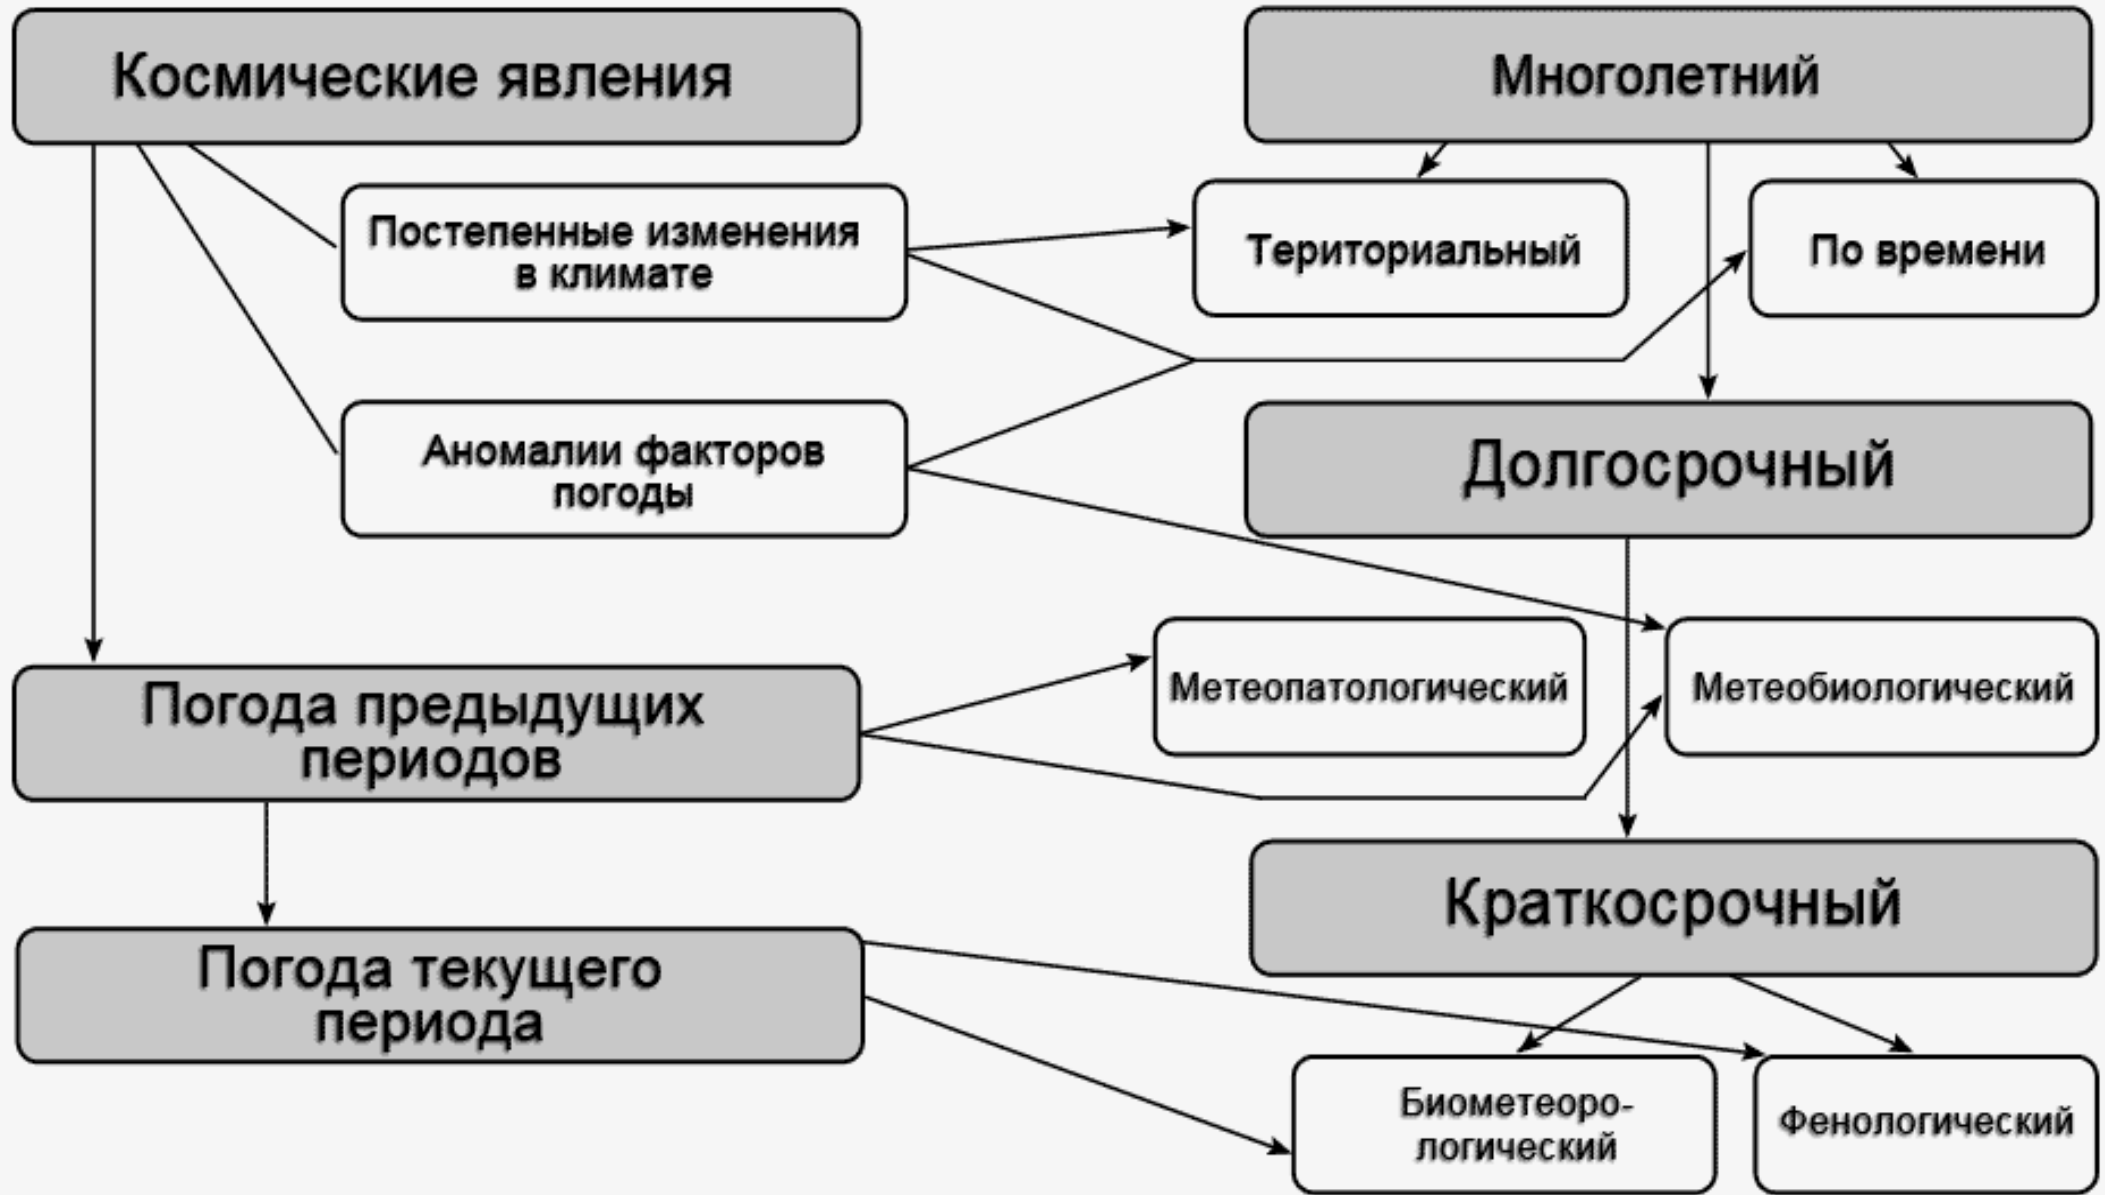 Космические явления
Многолетний
Постепенные изменения
в климате
Териториальный
По времени
Аномалии факторов
погоды
Долгосрочный
Погода предыдущих
периодов
Метеопатологический
Метеобиологический
Краткосрочный
Погода текущего
периода
Биометеоро-
логический
Фенологический